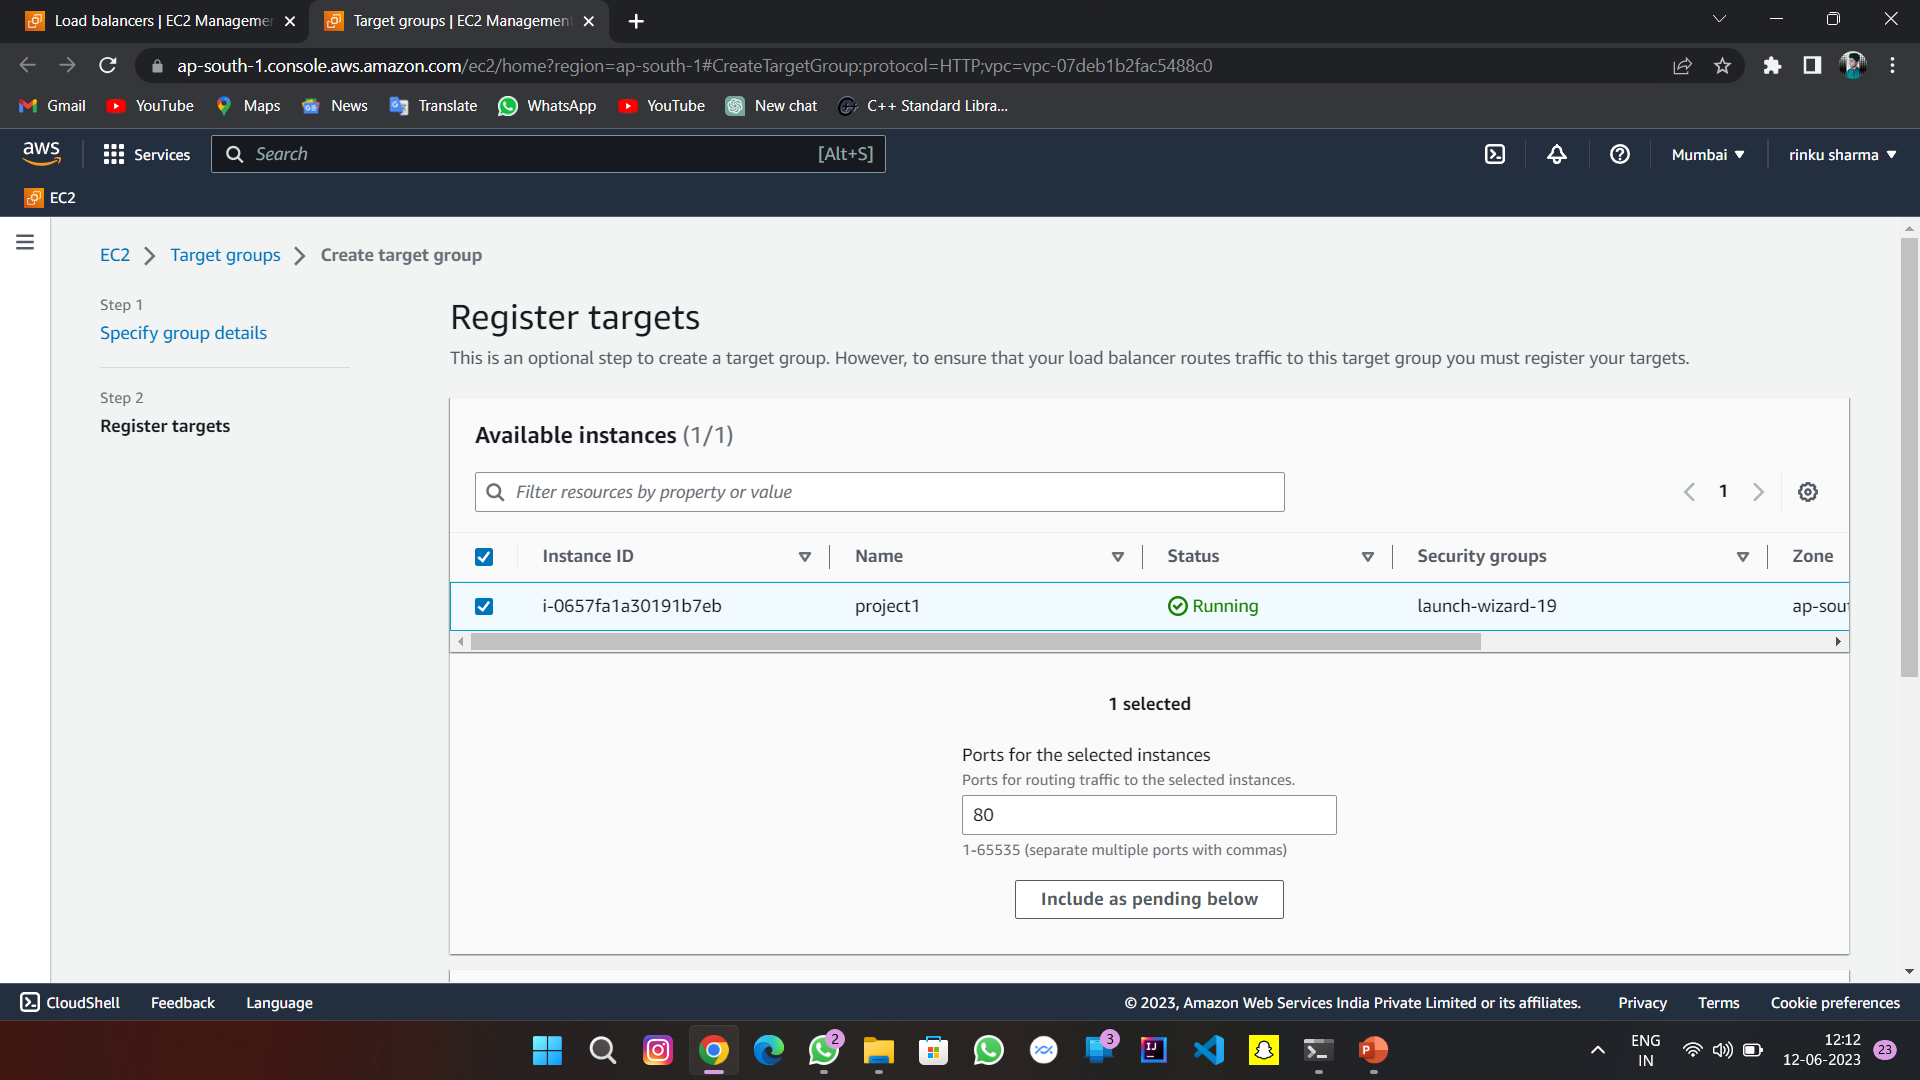 Load balancers | EC2 Manageme
Target groups | EC2 Management
ap-south-1.console.aws.amazon.com/ec2/home?region=ap-south-1#CreateTargetGroup:protocol=HTTP;vpc=vpc-07deb1b2fac5488c0
Gmail YouTube Maps News Translate WhatsApp YouTube New chat C++ Standard Libra...
aws Services Search [Alt+S] Mumbai rinku sharma
EC2
EC2 Target groups Create target group
Step 1
Specify group details
Step 2
Register targets
Register targets
This is an optional step to create a target group. However, to ensure that your load balancer routes traffic to this target group you must register your targets.
Available instances (1/1)
Filter resources by property or value
1
Instance ID Name Status Security groups Zone
i-0657fa1a30191b7eb project1 Running launch-wizard-19 ap-sou
1 selected
Ports for the selected instances
Ports for routing traffic to the selected instances.
80
1-65535 (separate multiple ports with commas)
Include as pending below
CloudShell Feedback Language © 2023, Amazon Web Services India Private Limited or its affiliates. Privacy Terms Cookie preferences
2
3
IJ
P
ENG
IN
12:12
12-06-2023
23